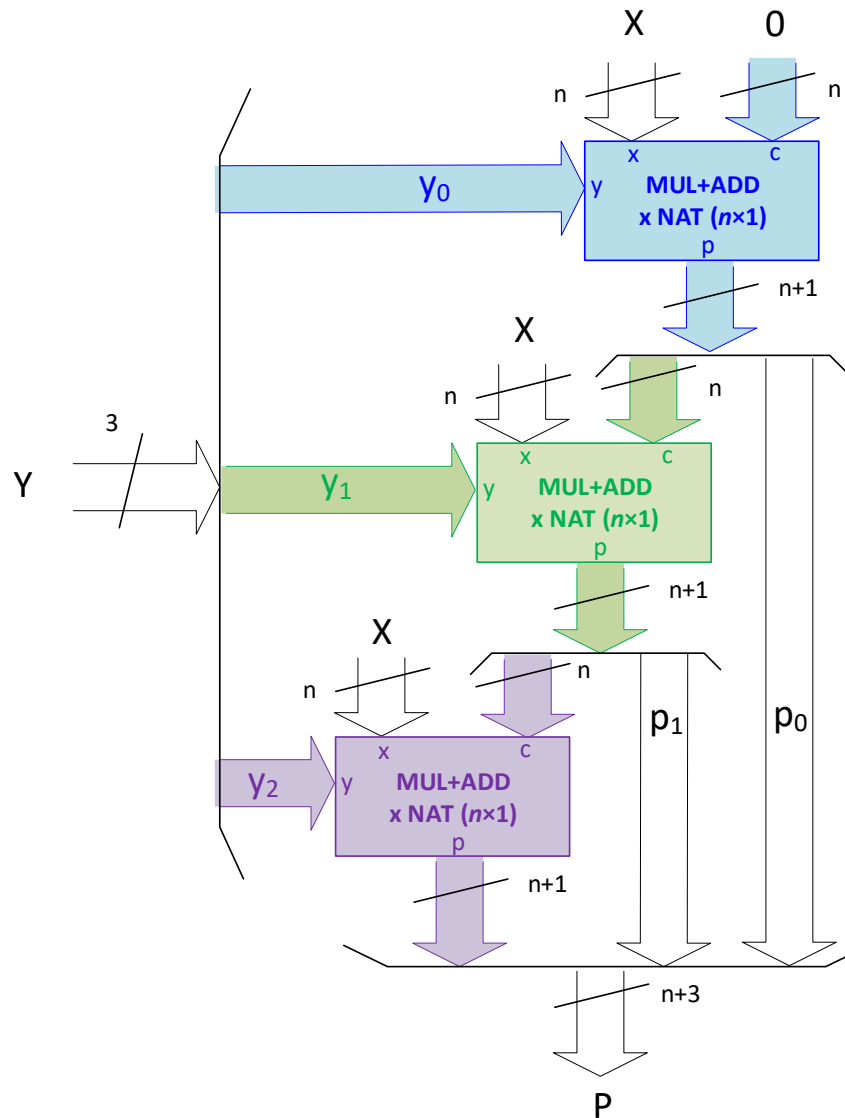 X 0
n n
x c
y₀ y MUL+ADD
x NAT (n×1)
p
n+1
X
n n
3
x c
Y y₁ y MUL+ADD
x NAT (n×1)
p
n+1
X
n n
p₁ p₀
x c
y₂ y MUL+ADD
x NAT (n×1)
p
n+1
n+3
P